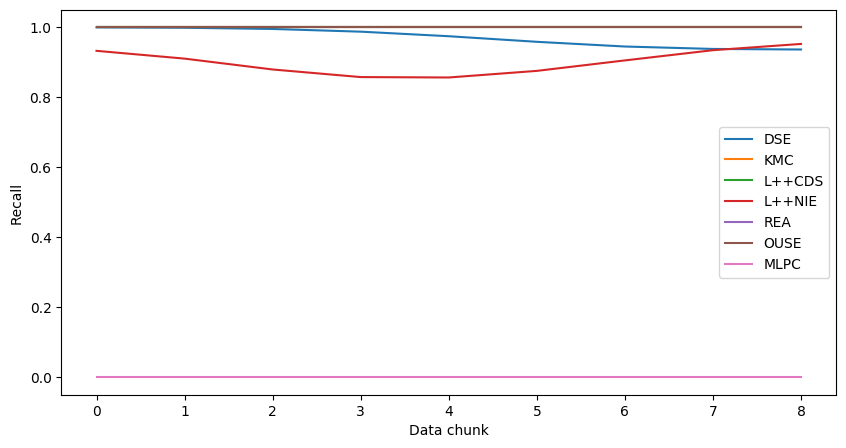 1.0
0.8
0.6
0.4
0.2
0.0
Recall
DSE
KMC
L++CDS
L++NIE
REA
OUSE
MLPC
0 1 2 3 4 5 6 7 8
Data chunk